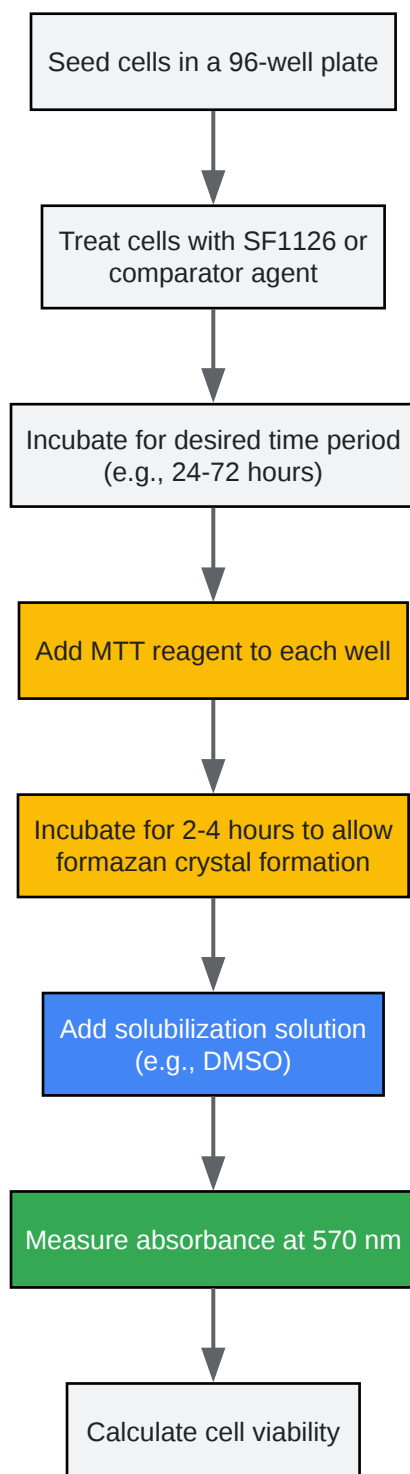 Seed cells in a 96-well plate
Treat cells with SF1126 or
comparator agent
Incubate for desired time period
(e.g., 24-72 hours)
Add MTT reagent to each well
Incubate for 2-4 hours to allow
formazan crystal formation
Add solubilization solution
(e.g., DMSO)
Measure absorbance at 570 nm
Calculate cell viability